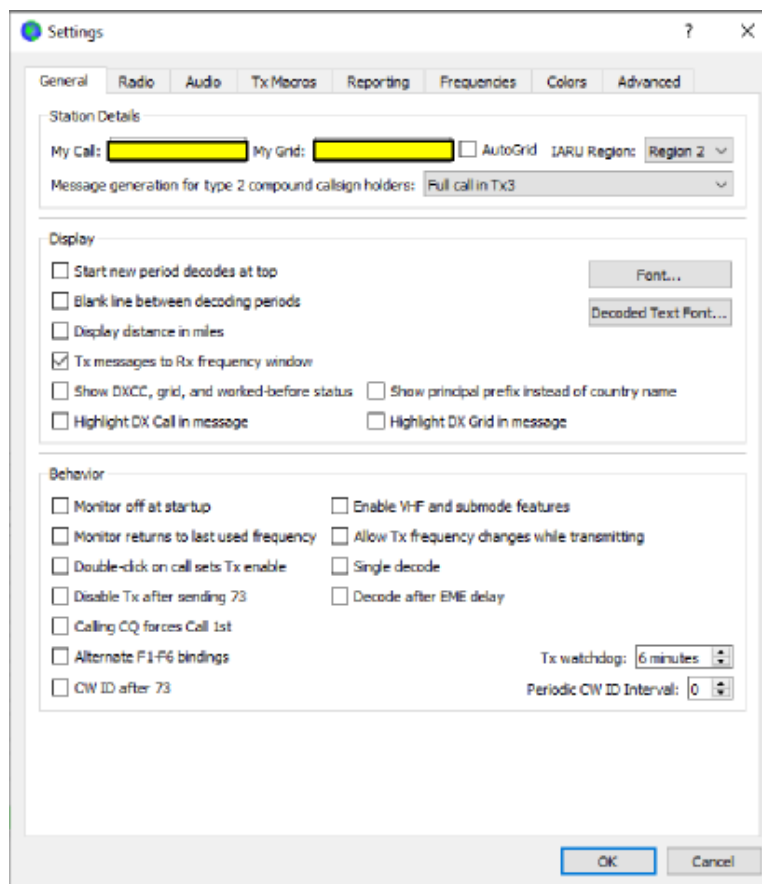 Settings
General Radio Audio Tx Macros Reporting Frequencies Colors Advanced
Station Details
My Call: My Grid: AutoGrid IARU Region: Region 2
Message generation for type 2 compound callsign holders: Full call in Tx3
Display
Start new period decodes at top
Font...
Blank line between decoding periods
Decoded Text Font...
Display distance in miles
Tx messages to Rx frequency window
Show DXCC, grid, and worked-before status Show principal prefix instead of country name
Highlight DX Call in message Highlight DX Grid in message
Behavior
Monitor off at startup Enable VHF and submode features
Monitor returns to last used frequency Allow Tx frequency changes while transmitting
Double-click on call sets Tx enable Single decode
Disable Tx after sending 73 Decode after EME delay
Calling CQ forces Call 1st
Alternate F1-F6 bindings Tx watchdog: 6 minutes
CW ID after 73 Periodic CW ID Interval: 0
OK Cancel